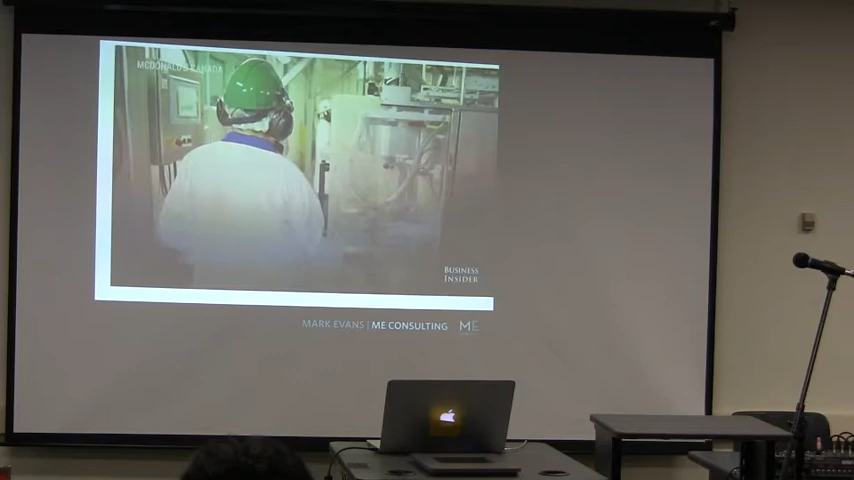 MCDONALD'S CANADA
BUSINESS
INSIDER
MARK EVANS | ME CONSULTING ME